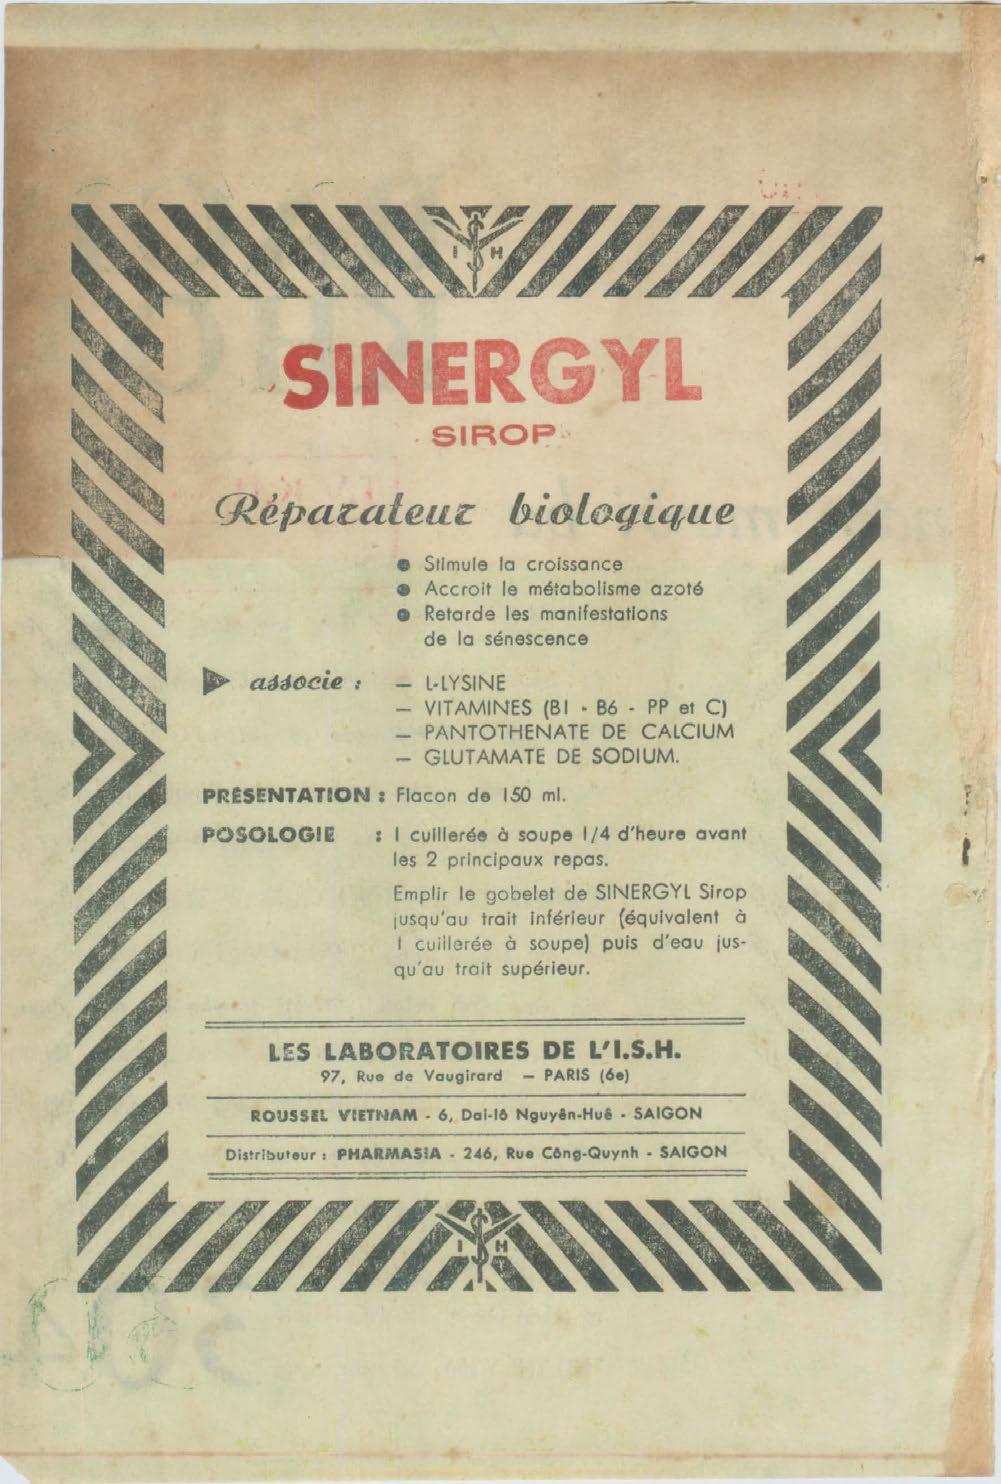 I H
SINERGYL
SIROP
Réparateur biologique
● Stimule la croissance
● Accroit le métabolisme azoté
● Retarde les manifestations
de la sénescence
► associe : — L-LYSINE
— VITAMINES (B1 - B6 - PP et C)
— PANTOTHENATE DE CALCIUM
— GLUTAMATE DE SODIUM.
PRÉSENTATION : Flacon de 150 ml.
POSOLOGIE : 1 cuillerée à soupe 1/4 d'heure avant
les 2 principaux repas.
Emplir le gobelet de SINERGYL Sirop
jusqu'au trait inférieur (équivalent à
1 cuillerée à soupe) puis d'eau jus-
qu'au trait supérieur.
LES LABORATOIRES DE L'I.S.H.
97, Rue de Vaugirard — PARIS (6e)
ROUSSEL VIETNAM - 6, Dai-lô Nguyên-Huê - SAIGON
Distributeur : PHARMASIA - 246, Rue Công-Quynh - SAIGON
I H